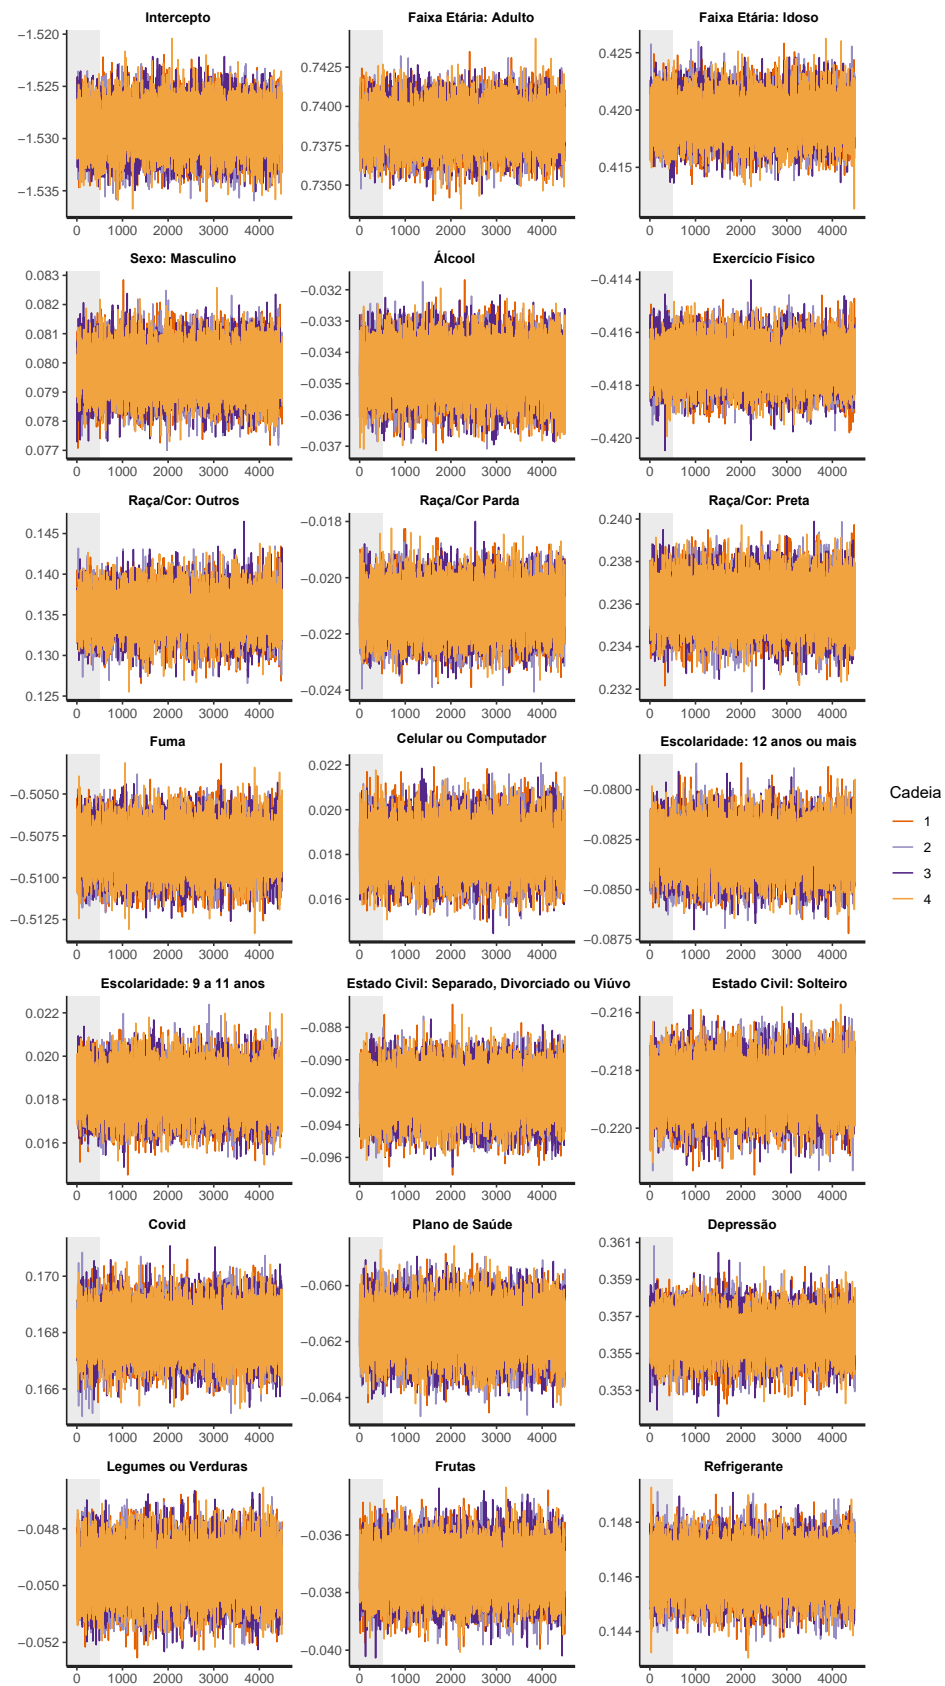 Intercepto
−1.520
−1.525
−1.530
−1.535
0 1000 2000 3000 4000
Faixa Etária: Adulto
0.7425
0.7400
0.7375
0.7350
0 1000 2000 3000 4000
Faixa Etária: Idoso
0.425
0.420
0.415
0 1000 2000 3000 4000
Sexo: Masculino
0.083
0.082
0.081
0.080
0.079
0.078
0.077
0 1000 2000 3000 4000
Álcool
−0.032
−0.033
−0.034
−0.035
−0.036
−0.037
0 1000 2000 3000 4000
Exercício Físico
−0.414
−0.416
−0.418
−0.420
0 1000 2000 3000 4000
Raça/Cor: Outros
0.145
0.140
0.135
0.130
0.125
0 1000 2000 3000 4000
Raça/Cor Parda
−0.018
−0.020
−0.022
−0.024
0 1000 2000 3000 4000
Raça/Cor: Preta
0.240
0.238
0.236
0.234
0.232
0 1000 2000 3000 4000
Fuma
−0.5050
−0.5075
−0.5100
−0.5125
0 1000 2000 3000 4000
Celular ou Computador
0.022
0.020
0.018
0.016
0 1000 2000 3000 4000
Escolaridade: 12 anos ou mais
−0.0800
−0.0825
−0.0850
−0.0875
0 1000 2000 3000 4000
Cadeia
1
2
3
4
Escolaridade: 9 a 11 anos
0.022
0.020
0.018
0.016
0 1000 2000 3000 4000
Estado Civil: Separado, Divorciado ou Viúvo
−0.088
−0.090
−0.092
−0.094
−0.096
0 1000 2000 3000 4000
Estado Civil: Solteiro
−0.216
−0.218
−0.220
0 1000 2000 3000 4000
Covid
0.170
0.168
0.166
0 1000 2000 3000 4000
Plano de Saúde
−0.060
−0.062
−0.064
0 1000 2000 3000 4000
Depressão
0.361
0.359
0.357
0.355
0.353
0 1000 2000 3000 4000
Legumes ou Verduras
−0.048
−0.050
−0.052
0 1000 2000 3000 4000
Frutas
−0.036
−0.038
−0.040
0 1000 2000 3000 4000
Refrigerante
0.148
0.146
0.144
0 1000 2000 3000 4000